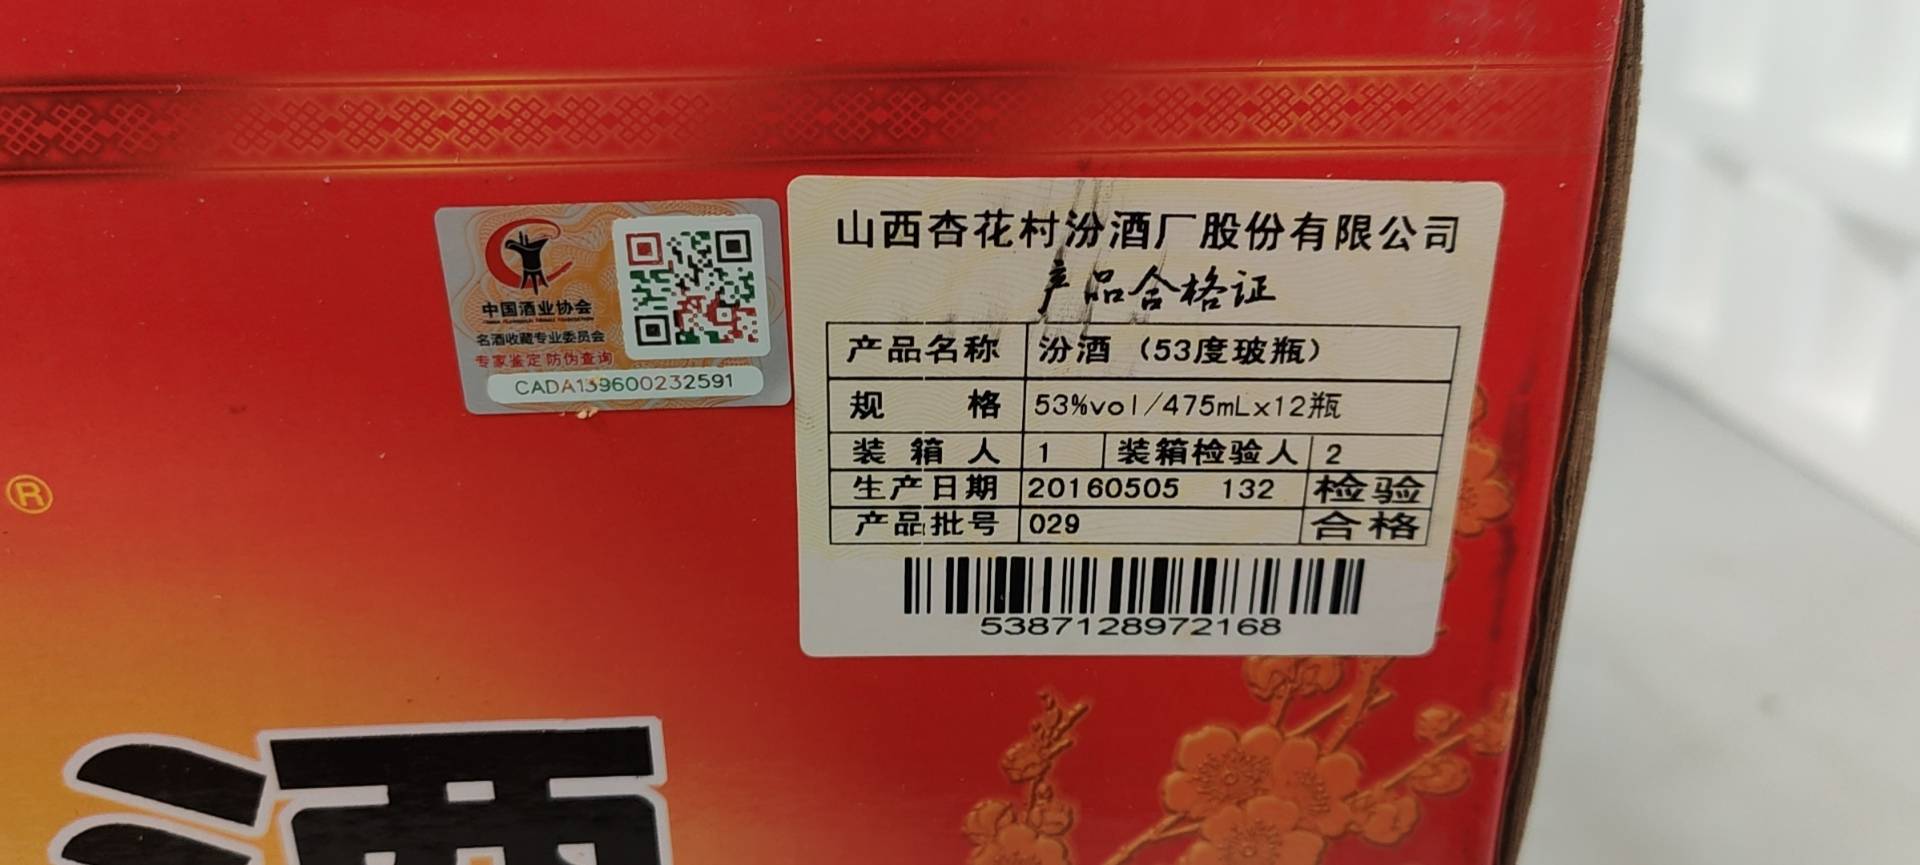 山西杏花村汾酒厂股份有限公司
产品合格证
产品名称 汾酒（53度玻瓶）
规格 53%vol/475mLx12瓶
装箱人 1 装箱检验人 2
生产日期 20160505 132 检验
产品批号 029 合格
5387128972168
中国酒业协会
名酒收藏专业委员会
专家鉴定 防伪查询
CADA139600232591
®
酒